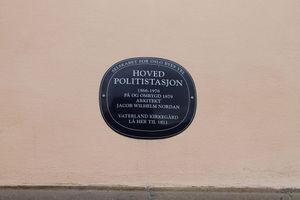 SELSKABET FOR OSLO BYES VEL
HOVED
POLITISTASJON
1866-1978
PÅ OG OMBYGD 1879
ARKITEKT
JACOB WILHELM NORDAN
VATERLAND KIRKEGÅRD
LÅ HER TIL 1811